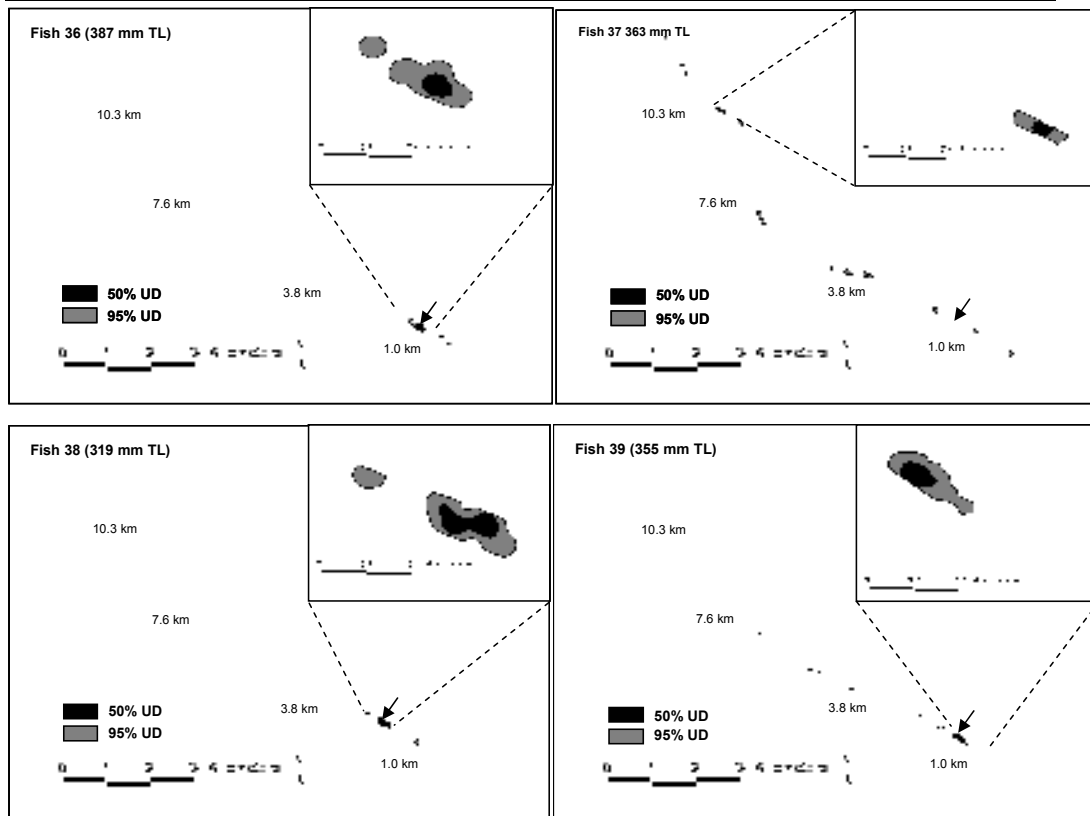 Fish 36 (387 mm TL)
10.3 km
7.6 km
3.8 km
50% UD
95% UD
1.0 km
Fish 37 363 mm TL
10.3 km
7.6 km
3.8 km
50% UD
95% UD
1.0 km
Fish 38 (319 mm TL)
10.3 km
7.6 km
3.8 km
50% UD
95% UD
1.0 km
Fish 39 (355 mm TL)
10.3 km
7.6 km
3.8 km
50% UD
95% UD
1.0 km